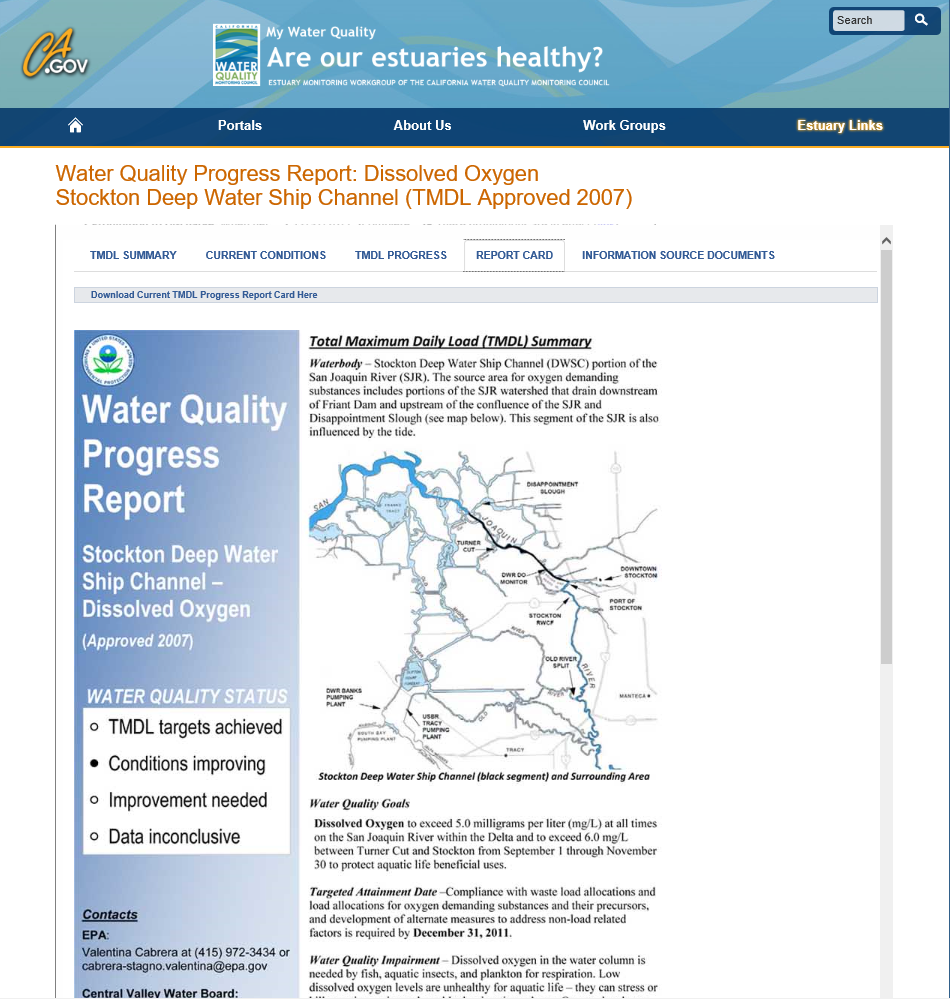 CA
.GOV
CALIFORNIA
WATER
QUALITY
MONITORING COUNCIL
My Water Quality
Are our estuaries healthy?
ESTUARY MONITORING WORKGROUP OF THE CALIFORNIA WATER QUALITY MONITORING COUNCIL
Search
Portals
About Us
Work Groups
Estuary Links
Water Quality Progress Report: Dissolved Oxygen
Stockton Deep Water Ship Channel (TMDL Approved 2007)
TMDL SUMMARY
CURRENT CONDITIONS
TMDL PROGRESS
REPORT CARD
INFORMATION SOURCE DOCUMENTS
Download Current TMDL Progress Report Card Here
Water Quality
Progress
Report
Stockton Deep Water
Ship Channel –
Dissolved Oxygen
(Approved 2007)
WATER QUALITY STATUS
TMDL targets achieved
Conditions improving
Improvement needed
Data inconclusive
Contacts
EPA:
Valentina Cabrera at (415) 972-3434 or
cabrera-stagno.valentina@epa.gov
Central Valley Water Board:
Total Maximum Daily Load (TMDL) Summary
Waterbody – Stockton Deep Water Ship Channel (DWSC) portion of the
San Joaquin River (SJR). The source area for oxygen demanding
substances includes portions of the SJR watershed that drain downstream
of Friant Dam and upstream of the confluence of the SJR and
Disappointment Slough (see map below). This segment of the SJR is also
influenced by the tide.
DISAPPOINTMENT
SLOUGH
SAN
FRANKS
TRACT
JOAQUIN
TURNER
CUT
DWR DO
MONITOR
DOWNTOWN
STOCKTON
PORT OF
STOCKTON
STOCKTON
RWCF
OLD
MIDDLE
RIVER
RIVER
OLD RIVER
SPLIT
RIVER
CLIFTON
COURT
FOREBAY
DWR BANKS
PUMPING
PLANT
MANTECA
RIVER
OLD
USBR
TRACY
PUMPING
PLANT
SOUTH BAY
PUMPING PLANT
TRACY
Stockton Deep Water Ship Channel (black segment) and Surrounding Area
Water Quality Goals
Dissolved Oxygen to exceed 5.0 milligrams per liter (mg/L) at all times
on the San Joaquin River within the Delta and to exceed 6.0 mg/L
between Turner Cut and Stockton from September 1 through November
30 to protect aquatic life beneficial uses.
Targeted Attainment Date –Compliance with waste load allocations and
load allocations for oxygen demanding substances and their precursors,
and development of alternate measures to address non-load related
factors is required by December 31, 2011.
Water Quality Impairment – Dissolved oxygen in the water column is
needed by fish, aquatic insects, and plankton for respiration. Low
dissolved oxygen levels are unhealthy for aquatic life – they can stress or